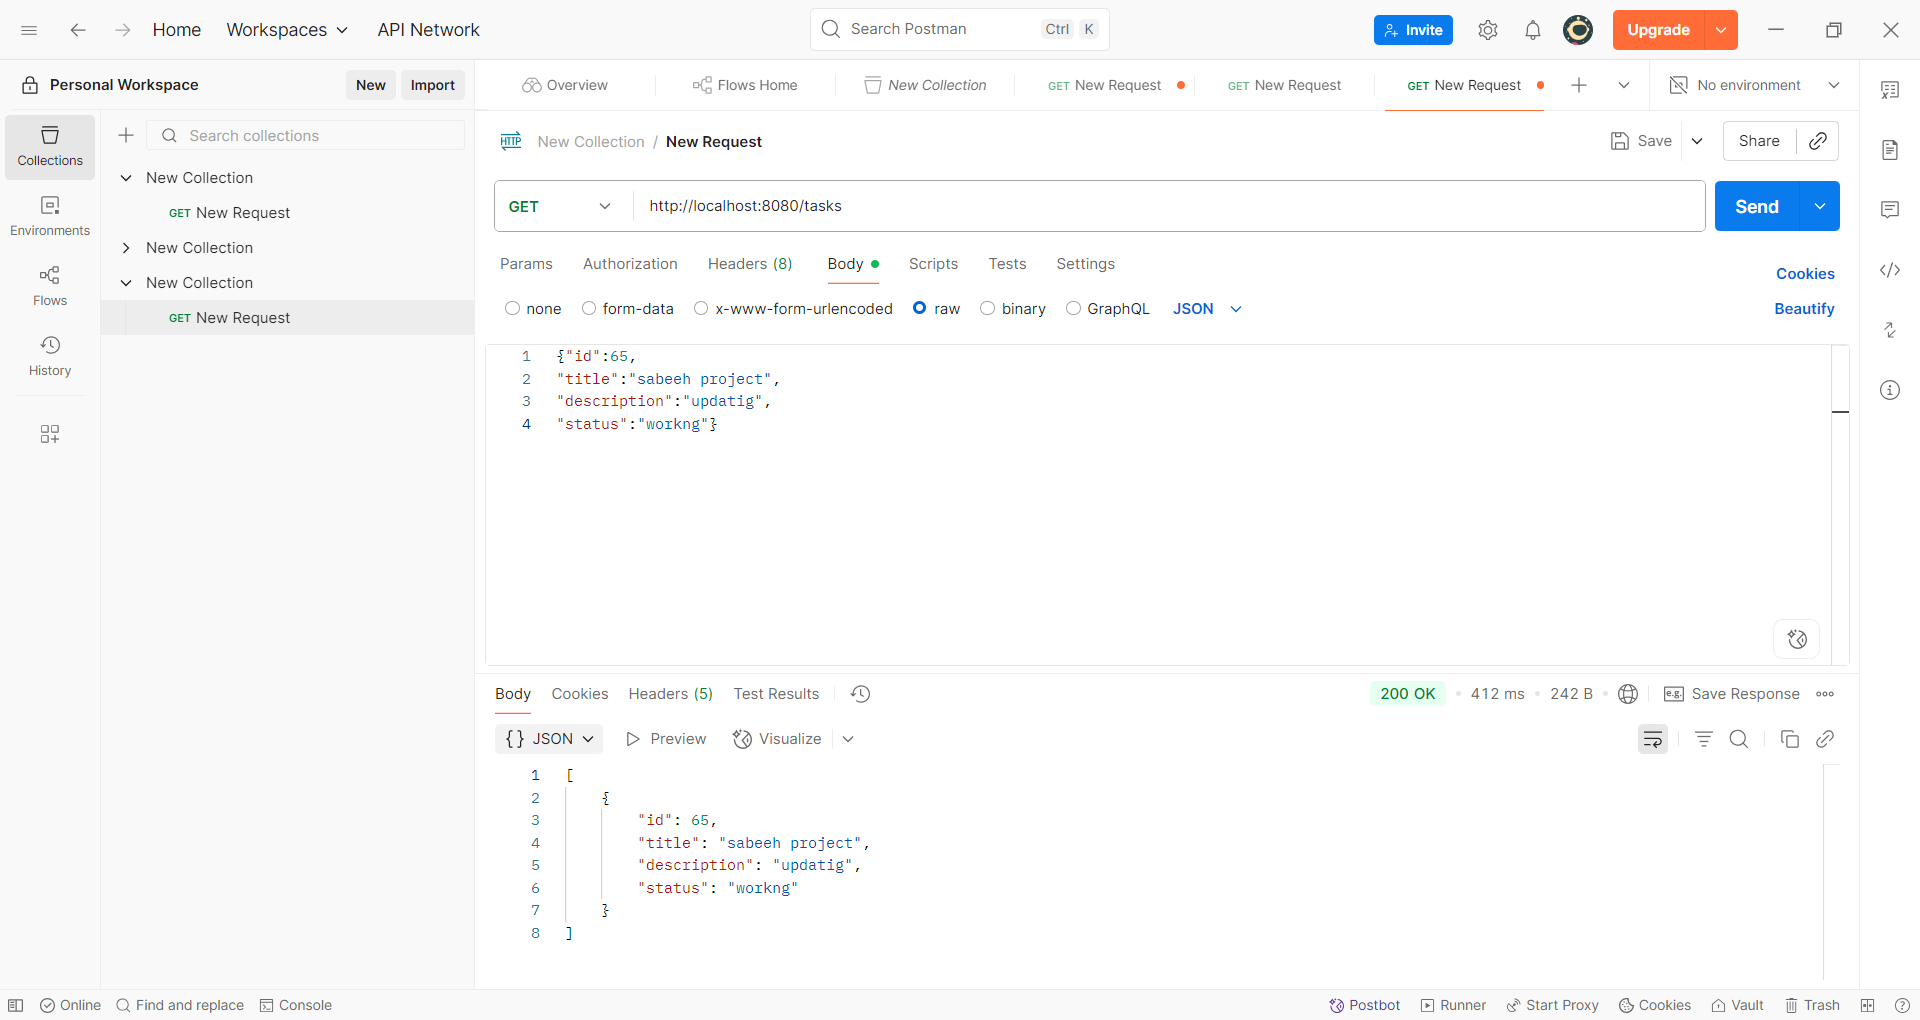 Home Workspaces API Network Search Postman Ctrl K Invite Upgrade
Personal Workspace New Import Overview Flows Home New Collection GET New Request GET New Request GET New Request No environment
Collections
Environments
Flows
History
Search collections
New Collection
GET New Request
New Collection
New Collection
GET New Request
HTTP New Collection / New Request Save Share
GET http://localhost:8080/tasks Send
Params Authorization Headers (8) Body Scripts Tests Settings Cookies
none form-data x-www-form-urlencoded raw binary GraphQL JSON Beautify
1 {"id":65,
2 "title":"sabeeh project",
3 "description":"updatig",
4 "status":"workng"}
Body Cookies Headers (5) Test Results 200 OK 412 ms 242 B e.g. Save Response
{} JSON Preview Visualize
1 [
2 {
3 "id": 65,
4 "title": "sabeeh project",
5 "description": "updatig",
6 "status": "workng"
7 }
8 ]
Online Find and replace Console Postbot Runner Start Proxy Cookies Vault Trash